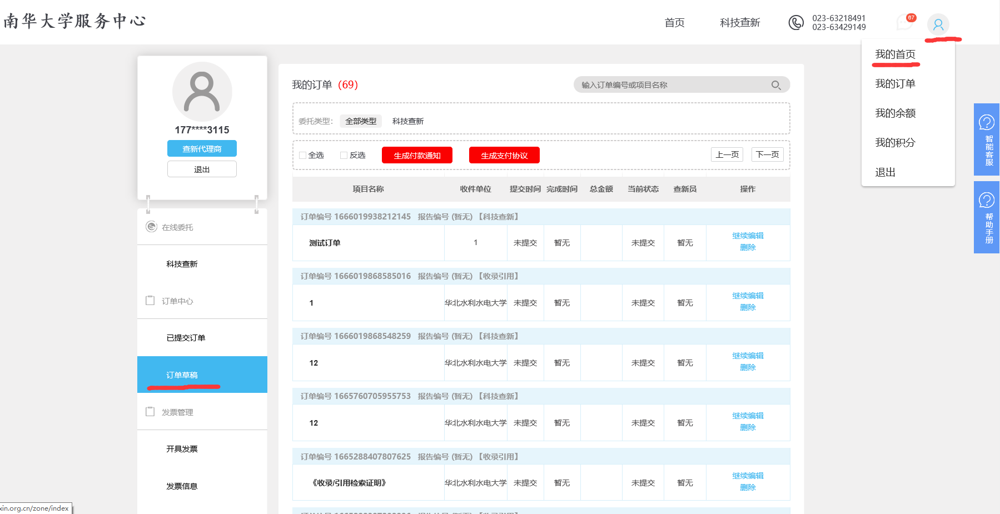 南华大学服务中心
首页
科技查新
023-63218491
023-63429149
67
我的首页
我的订单
我的余额
我的积分
退出
智能客服
帮助手册
177****3115
查新代理商
退出
在线委托
科技查新
订单中心
已提交订单
订单草稿
发票管理
开具发票
发票信息
我的订单（69）
输入订单编号或项目名称
委托类型： 全部类型 科技查新
全选 反选 生成付款通知 生成支付协议 上一页 下一页
项目名称 收件单位 提交时间 完成时间 总金额 当前状态 查新员 操作
订单编号 1666019938212145 报告编号 (暂无) 【科技查新】
测试订单 1 未提交 暂无 未提交 暂无 继续编辑
删除
订单编号 1666019868585016 报告编号 (暂无) 【收录引用】
1 华北水利水电大学 未提交 暂无 未提交 暂无 继续编辑
删除
订单编号 1666019868548259 报告编号 (暂无) 【科技查新】
12 华北水利水电大学 未提交 暂无 未提交 暂无 继续编辑
删除
订单编号 1665760705955753 报告编号 (暂无) 【科技查新】
12 华北水利水电大学 未提交 暂无 未提交 暂无 继续编辑
删除
订单编号 1665288407807625 报告编号 (暂无) 【收录引用】
《收录/引用检索证明》 华北水利水电大学 未提交 暂无 未提交 暂无 继续编辑
删除
xin.org.cn/zone/index